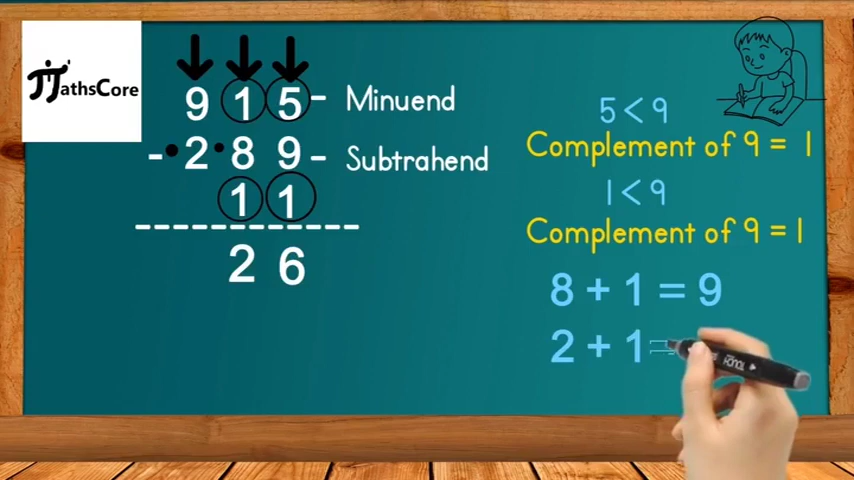 athsCore
9 1 5 - Minuend
- 2 8 9 - Subtrahend
1 1
2 6
5 < 9
Complement of 9 = 1
1 < 9
Complement of 9 = 1
8 + 1 = 9
2 + 1 =